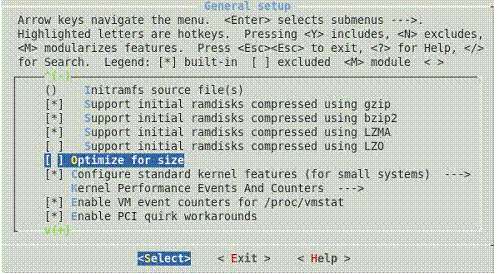 General setup
Arrow keys navigate the menu.  <Enter> selects submenus --->.
Highlighted letters are hotkeys.  Pressing <Y> includes, <N> excludes,
<M> modularizes features.  Press <Esc><Esc> to exit, <?> for Help, </>
for Search.  Legend: [*] built-in  [ ] excluded  <M> module  < >
^(-)
()    Initramfs source file(s)
[*]   Support initial ramdisks compressed using gzip
[*]   Support initial ramdisks compressed using bzip2
[*]   Support initial ramdisks compressed using LZMA
[ ]   Support initial ramdisks compressed using LZO
[ ] Optimize for size
[*] Configure standard kernel features (for small systems)  --->
Kernel Performance Events And Counters  --->
[*] Enable VM event counters for /proc/vmstat
[*] Enable PCI quirk workarounds
v(+)
<Select>    < Exit >    < Help >